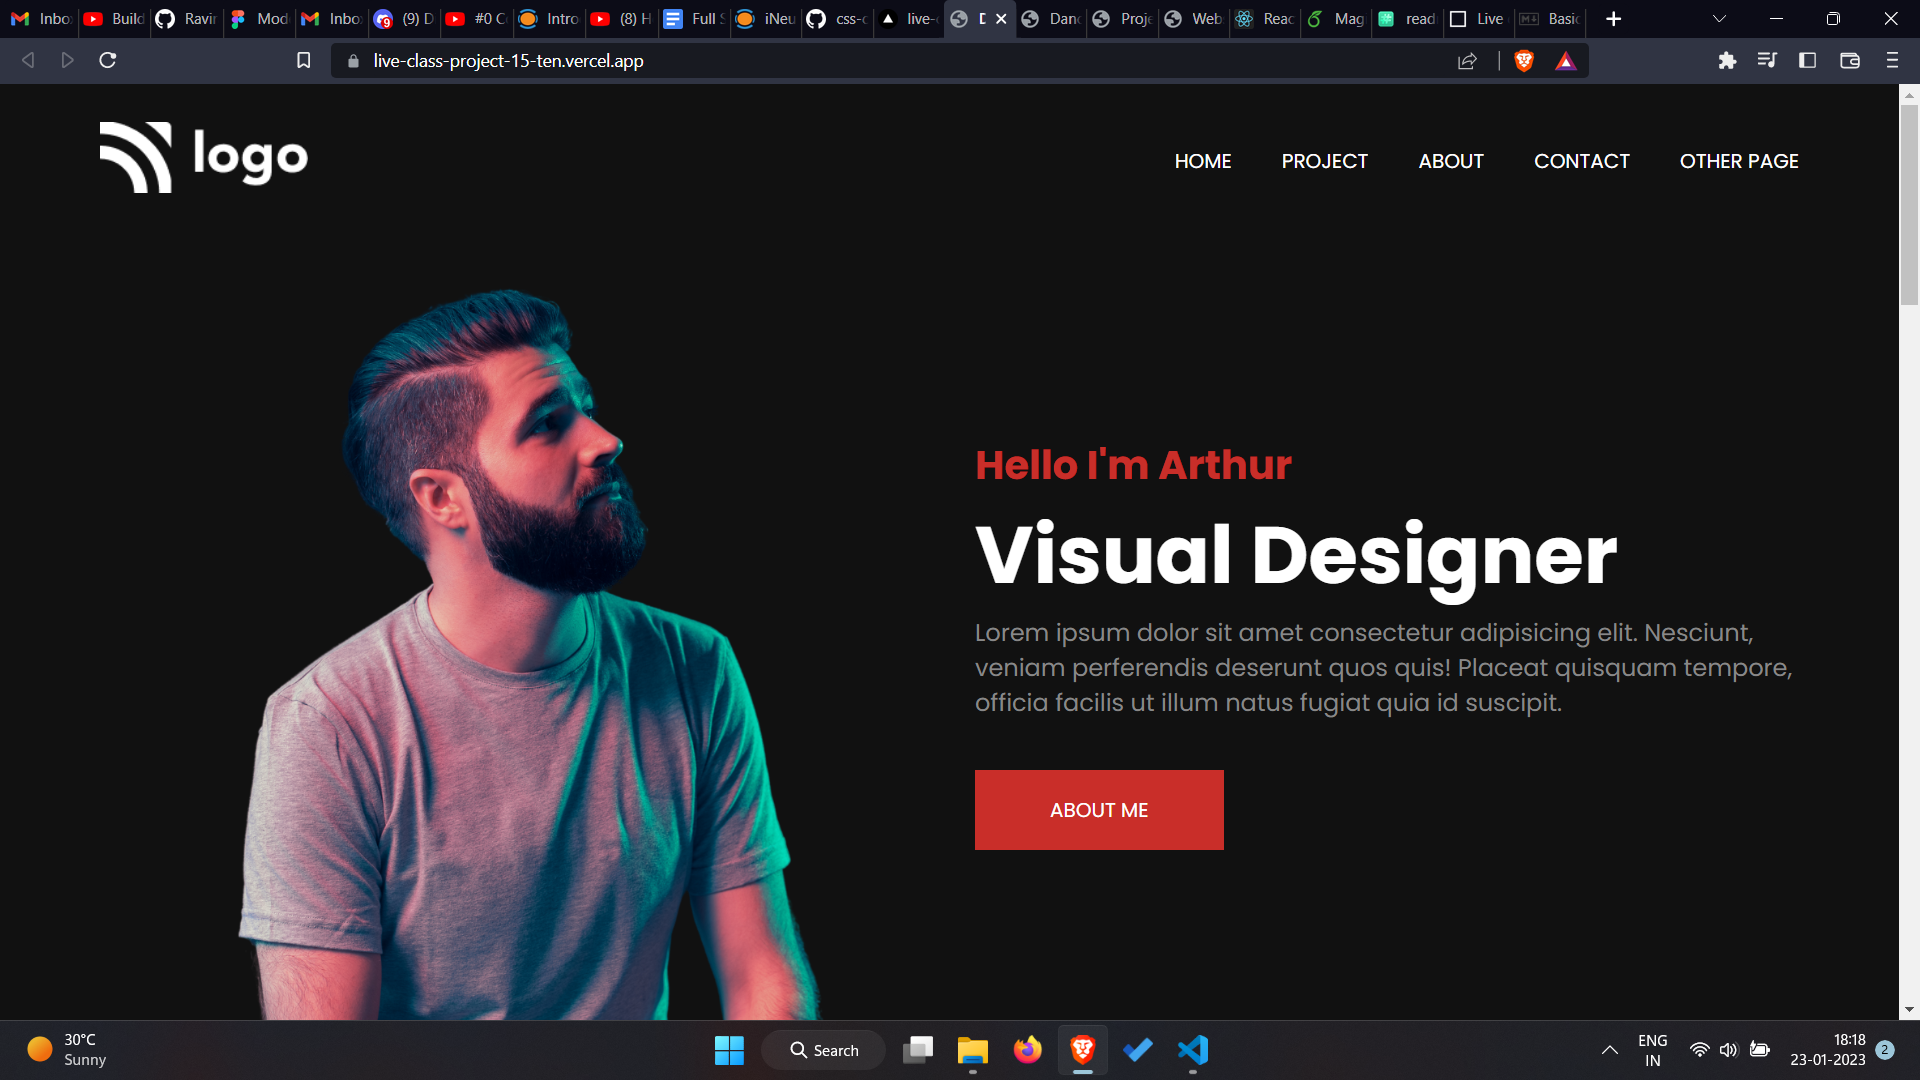 Inbo
Build
Ravir
Mod
Inbo
(9) D
#0 C
Intro
(8) H
Full S
iNeu
css-c
live-
D
Danc
Proje
Web
Reac
Mag
read
Live
Basic
live-class-project-15-ten.vercel.app
logo
HOME
PROJECT
ABOUT
CONTACT
OTHER PAGE
Hello I'm Arthur
Visual Designer
Lorem ipsum dolor sit amet consectetur adipisicing elit. Nesciunt,
veniam perferendis deserunt quos quis! Placeat quisquam tempore,
officia facilis ut illum natus fugiat quia id suscipit.
ABOUT ME
30°C
Sunny
Search
ENG
IN
18:18
23-01-2023
2